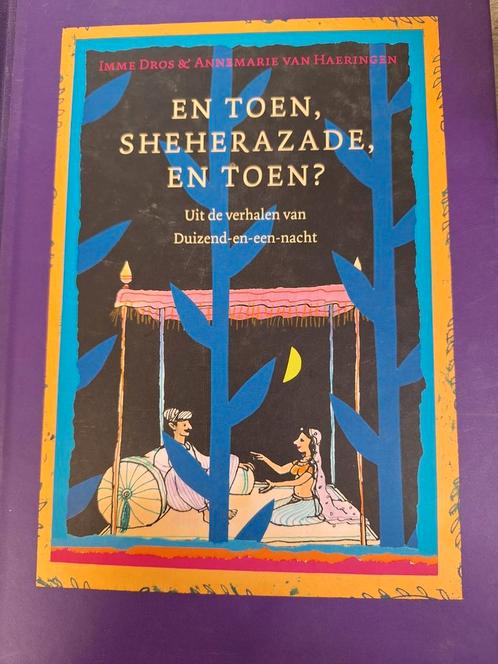 Imme Dros & Annemarie van Haeringen
En toen,
Sheherazade,
en toen?
Uit de verhalen van
Duizend-en-een-nacht